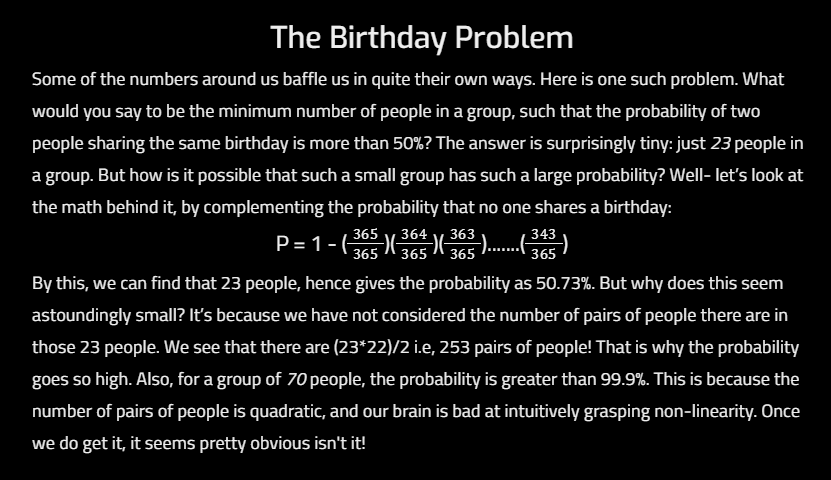 The Birthday Problem
Some of the numbers around us baffle us in quite their own ways. Here is one such problem. What
would you say to be the minimum number of people in a group, such that the probability of two
people sharing the same birthday is more than 50%? The answer is surprisingly tiny: just 23 people in
a group. But how is it possible that such a small group has such a large probability? Well- let’s look at
the math behind it, by complementing the probability that no one shares a birthday:
P = 1 - (365/365)(364/365)(363/365).......(343/365)
By this, we can find that 23 people, hence gives the probability as 50.73%. But why does this seem
astoundingly small? It’s because we have not considered the number of pairs of people there are in
those 23 people. We see that there are (23*22)/2 i.e, 253 pairs of people! That is why the probability
goes so high. Also, for a group of 70 people, the probability is greater than 99.9%. This is because the
number of pairs of people is quadratic, and our brain is bad at intuitively grasping non-linearity. Once
we do get it, it seems pretty obvious isn't it!